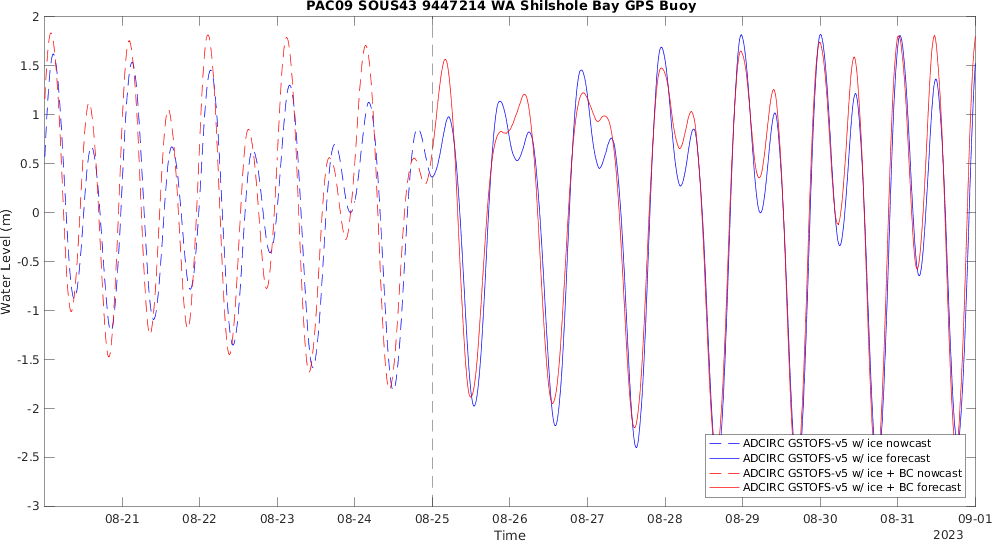 PAC09 SOUS43 9447214 WA Shilshole Bay GPS Buoy
Water Level (m)
2
1.5
1
0.5
0
-0.5
-1
-1.5
-2
-2.5
-3
ADCIRC GSTOFS-v5 w/ ice nowcast
ADCIRC GSTOFS-v5 w/ ice forecast
ADCIRC GSTOFS-v5 w/ ice + BC nowcast
ADCIRC GSTOFS-v5 w/ ice + BC forecast
08-21 08-22 08-23 08-24 08-25 08-26 08-27 08-28 08-29 08-30 08-31 09-01
Time
2023